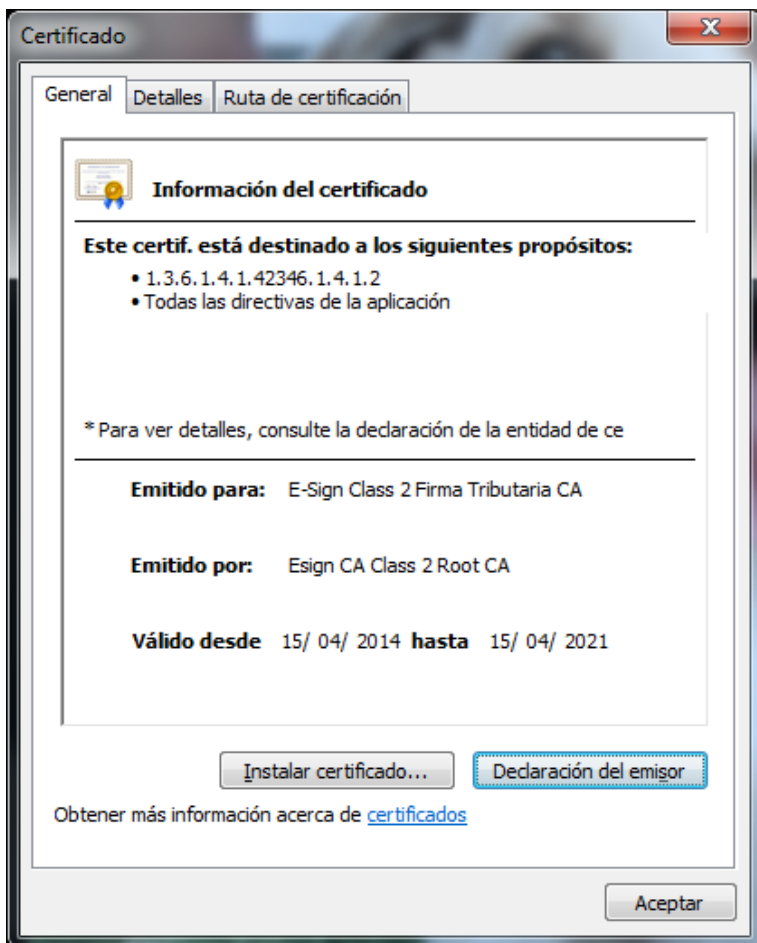 Certificado
General Detalles Ruta de certificación
Información del certificado
Este certif. está destinado a los siguientes propósitos:
• 1.3.6.1.4.1.42346.1.4.1.2
• Todas las directivas de la aplicación
* Para ver detalles, consulte la declaración de la entidad de ce
Emitido para: E-Sign Class 2 Firma Tributaria CA
Emitido por: Esign CA Class 2 Root CA
Válido desde 15/ 04/ 2014 hasta 15/ 04/ 2021
Instalar certificado... Declaración del emisor
Obtener más información acerca de certificados
Aceptar